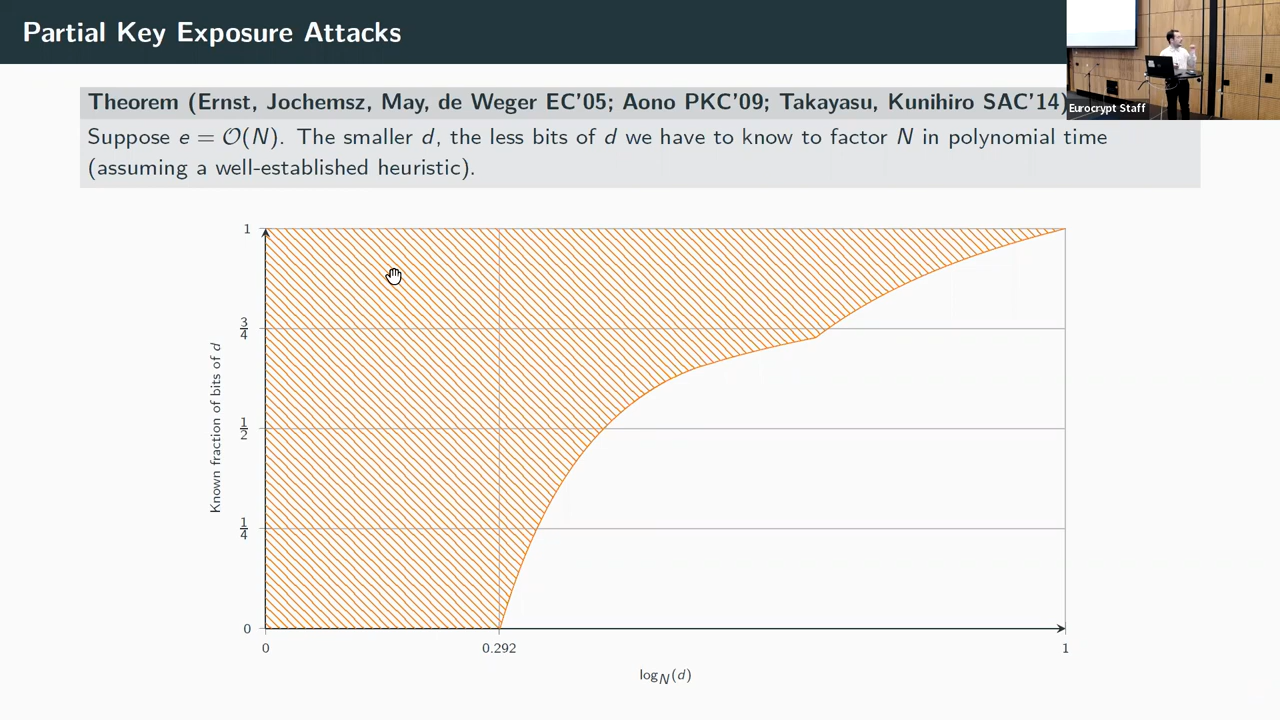 Partial Key Exposure Attacks
Eurocrypt Staff
Theorem (Ernst, Jochemsz, May, de Weger EC'05; Aono PKC'09; Takayasu, Kunihiro SAC'14)
Suppose e = 𝒪(N). The smaller d, the less bits of d we have to know to factor N in polynomial time
(assuming a well-established heuristic).
1
3/4
1/2
1/4
0
Known fraction of bits of d
0 0.292 1
log_N(d)